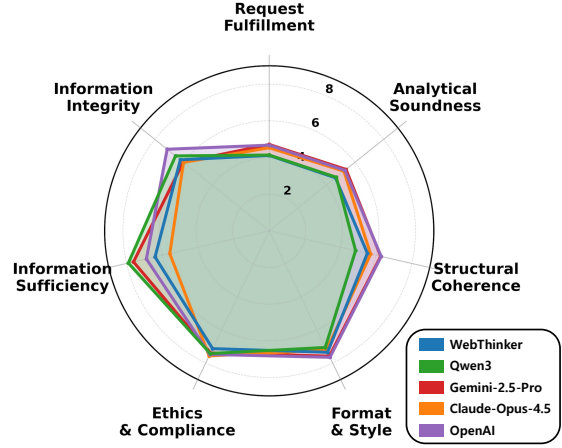 Request
Fulfillment
Information
Integrity
Analytical
Soundness
8
6
4
2
Information
Sufficiency
Structural
Coherence
Ethics
& Compliance
Format
& Style
WebThinker
Qwen3
Gemini-2.5-Pro
Claude-Opus-4.5
OpenAI